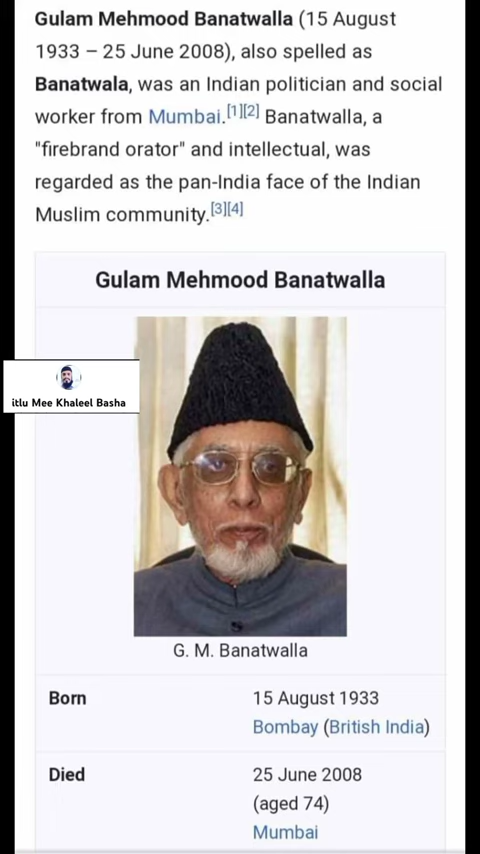 Gulam Mehmood Banatwalla (15 August
1933 – 25 June 2008), also spelled as
Banatwala, was an Indian politician and social
worker from Mumbai.[1][2] Banatwalla, a
"firebrand orator" and intellectual, was
regarded as the pan-India face of the Indian
Muslim community.[3][4]
Gulam Mehmood Banatwalla
itlu Mee Khaleel Basha
G. M. Banatwalla
Born 15 August 1933
Bombay (British India)
Died 25 June 2008
(aged 74)
Mumbai